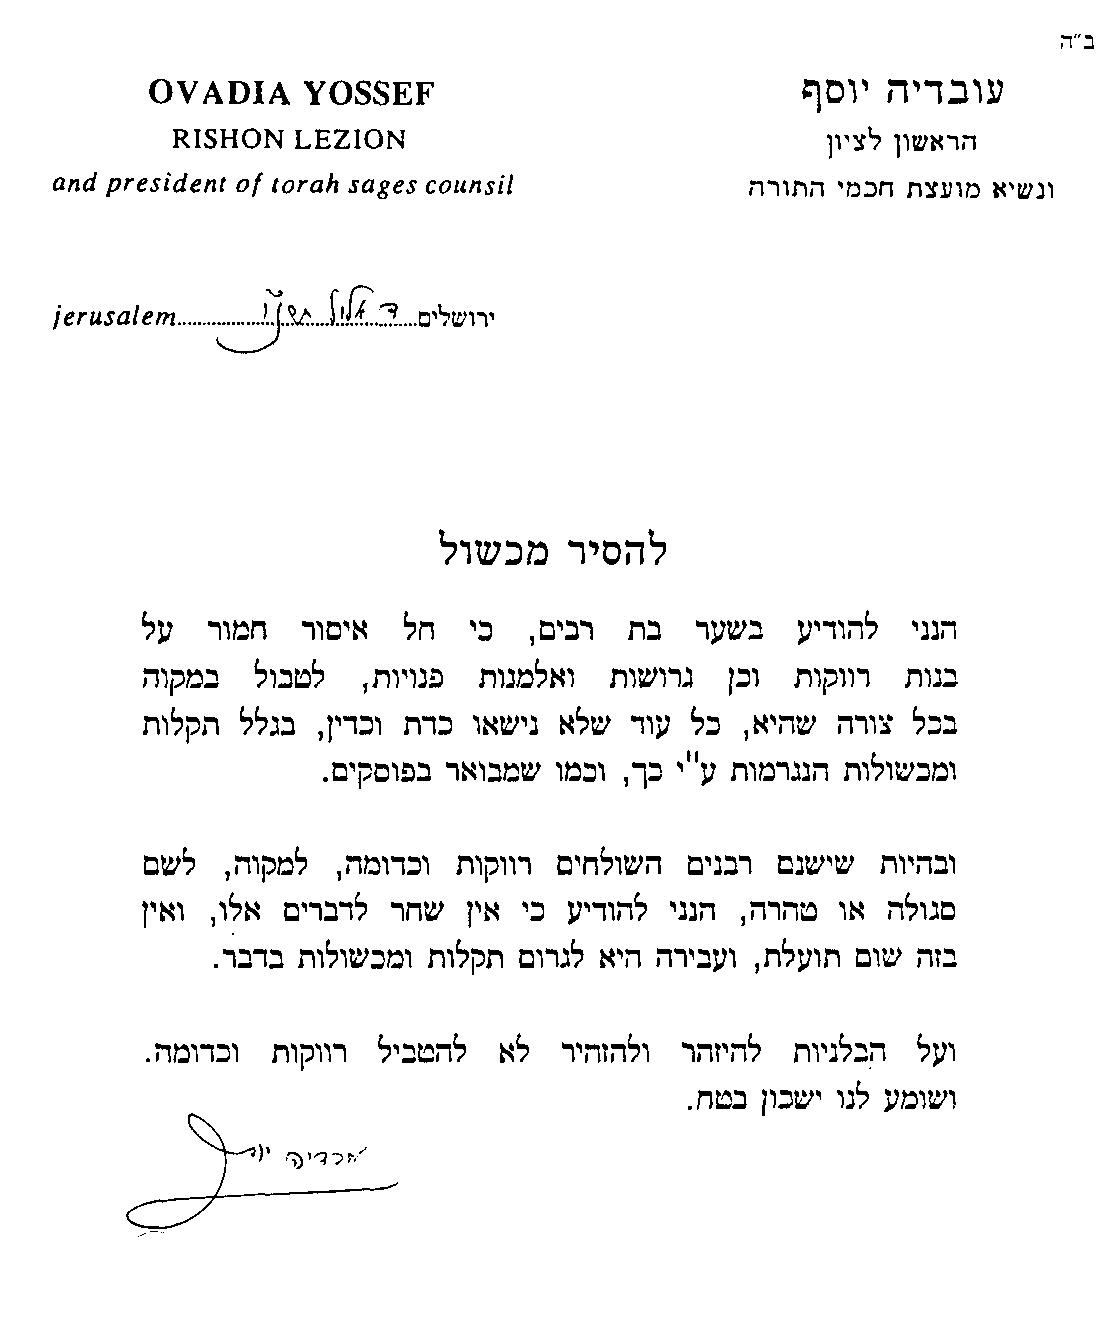 ב"ה
OVADIA YOSSEF
RISHON LEZION
and president of torah sages counsil
עובדיה יוסף
הראשון לציון
ונשיא מועצת חכמי התורה
jerusalem ד אלול תשנ"ו ירושלים
להסיר מכשול
הנני להודיע בשער בת רבים, כי חל איסור חמור על
בנות רווקות וכן גרושות ואלמנות פנויות, לטבול במקוה
בכל צורה שהיא, כל עוד שלא נישאו כדת וכדין, בגלל תקלות
ומכשולות הנגרמות ע"י כך, וכמו שמבואר בפוסקים.
ובהיות שישנם רבנים השולחים רווקות וכדומה, למקוה, לשם
סגולה או טהרה, הנני להודיע כי אין שחר לדברים אלו, ואין
בזה שום תועלת, ועבירה היא לגרום תקלות ומכשולות בדבר.
ועל הבלניות להיזהר ולהזהיר לא להטביל רווקות וכדומה.
ושומע לנו ישכון בטח.
עובדיה יוסף